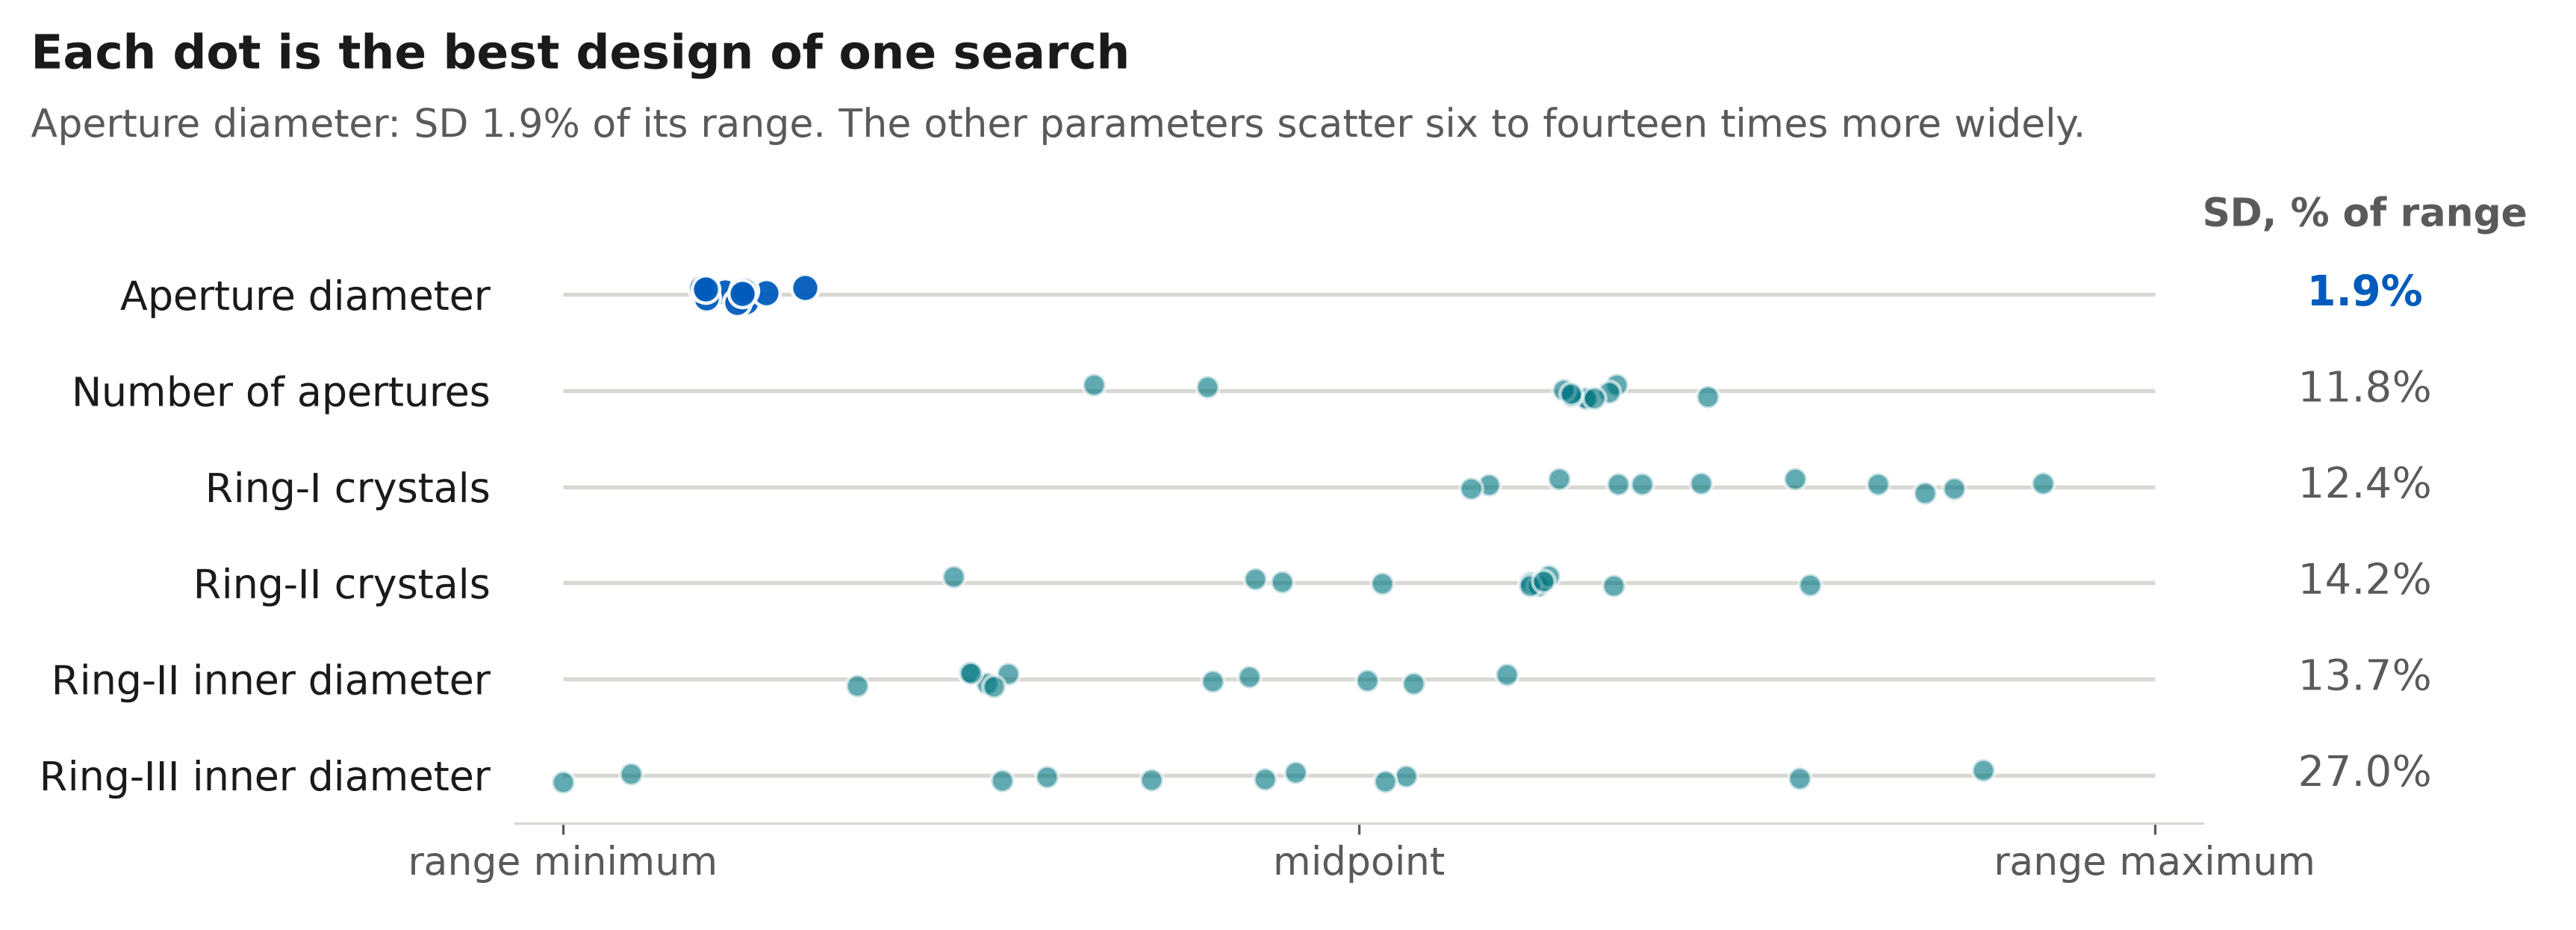 Each dot is the best design of one search
Aperture diameter: SD 1.9% of its range. The other parameters scatter six to fourteen times more widely.
SD, % of range
Aperture diameter 1.9%
Number of apertures 11.8%
Ring-I crystals 12.4%
Ring-II crystals 14.2%
Ring-II inner diameter 13.7%
Ring-III inner diameter 27.0%
range minimum midpoint range maximum